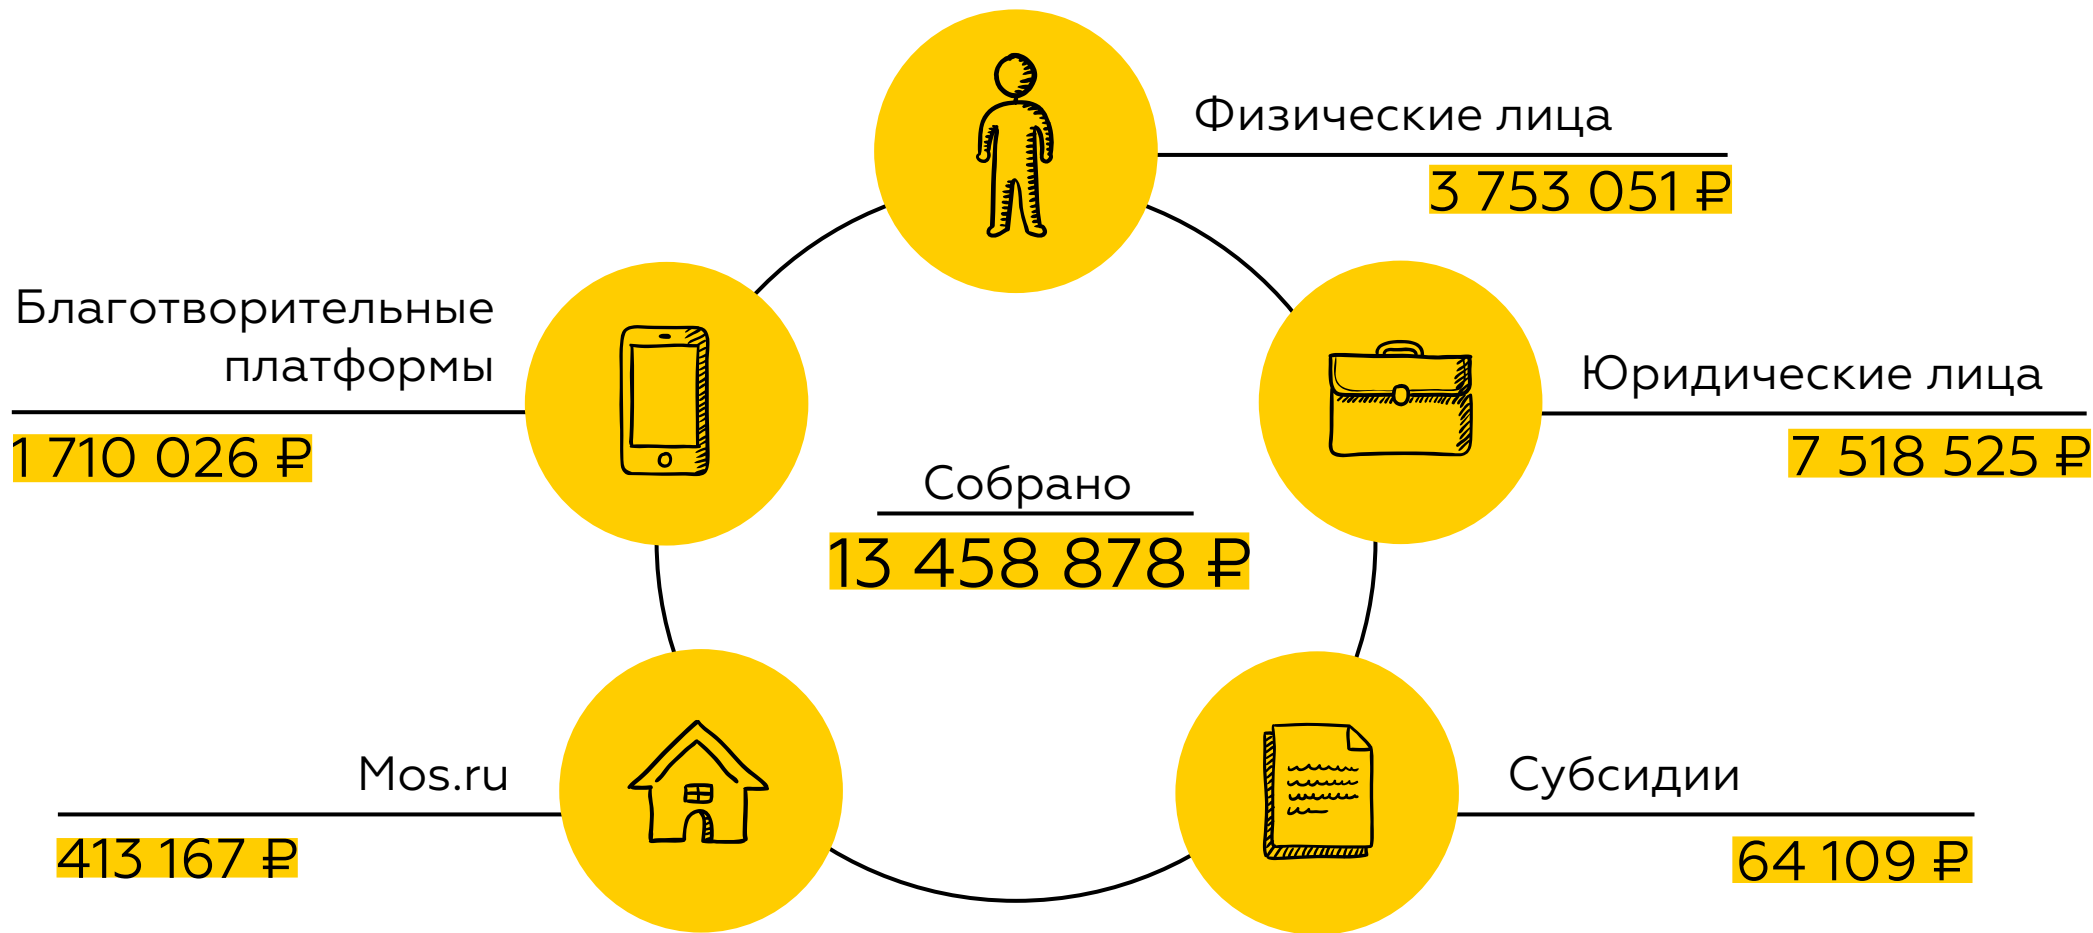 Физические лица
3 753 051 ₽
Благотворительные
платформы
1 710 026 ₽
Юридические лица
7 518 525 ₽
Собрано
13 458 878 ₽
Mos.ru
413 167 ₽
Субсидии
64 109 ₽